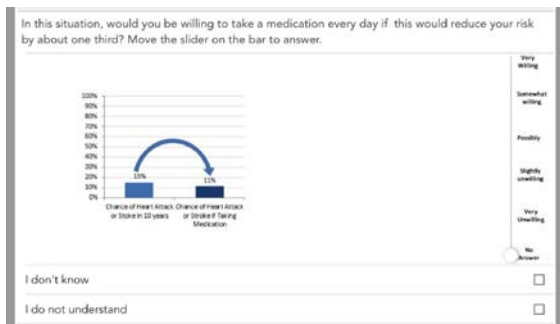 In this situation, would you be willing to take a medication every day if this would reduce your risk
by about one third? Move the slider on the bar to answer.
Very
Willing
Somewhat
willing
Possibly
Slightly
unwilling
Very
Unwilling
No
Answer
100%
90%
80%
70%
60%
50%
40%
30%
20%
10%
0%
15%
11%
Chance of Heart Attack
or Stoke in 10 years
Chance of Heart Attack
or Stroke if Taking
Medication
I don't know
I do not understand